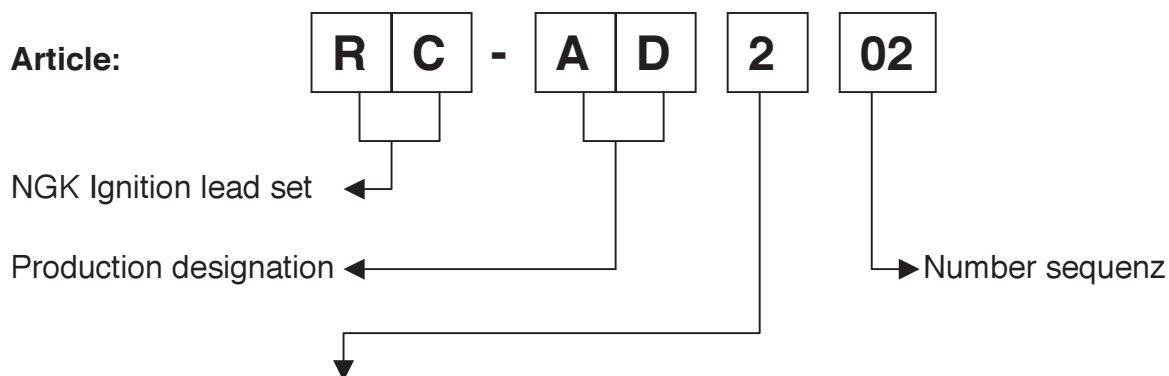 Article: R C - A D 2 02
NGK Ignition lead set
Production designation
Number sequenz